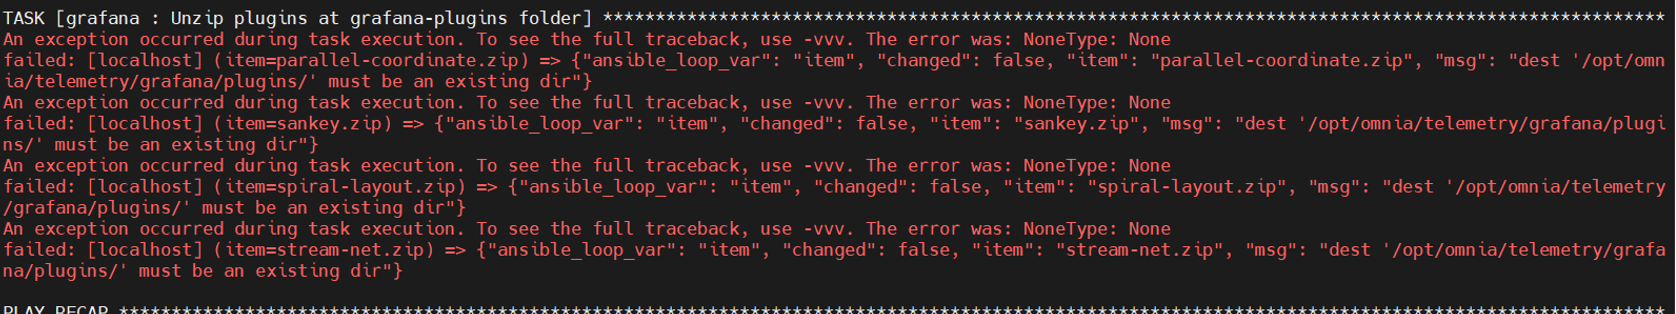 TASK [grafana : Unzip plugins at grafana-plugins folder] ****************************************************************************************************
An exception occurred during task execution. To see the full traceback, use -vvv. The error was: NoneType: None
failed: [localhost] (item=parallel-coordinate.zip) => {"ansible_loop_var": "item", "changed": false, "item": "parallel-coordinate.zip", "msg": "dest '/opt/omn
ia/telemetry/grafana/plugins/' must be an existing dir"}
An exception occurred during task execution. To see the full traceback, use -vvv. The error was: NoneType: None
failed: [localhost] (item=sankey.zip) => {"ansible_loop_var": "item", "changed": false, "item": "sankey.zip", "msg": "dest '/opt/omnia/telemetry/grafana/plugi
ns/' must be an existing dir"}
An exception occurred during task execution. To see the full traceback, use -vvv. The error was: NoneType: None
failed: [localhost] (item=spiral-layout.zip) => {"ansible_loop_var": "item", "changed": false, "item": "spiral-layout.zip", "msg": "dest '/opt/omnia/telemetry
/grafana/plugins/' must be an existing dir"}
An exception occurred during task execution. To see the full traceback, use -vvv. The error was: NoneType: None
failed: [localhost] (item=stream-net.zip) => {"ansible_loop_var": "item", "changed": false, "item": "stream-net.zip", "msg": "dest '/opt/omnia/telemetry/grafa
na/plugins/' must be an existing dir"}
PLAY RECAP ***************************************************************************************************************************************************